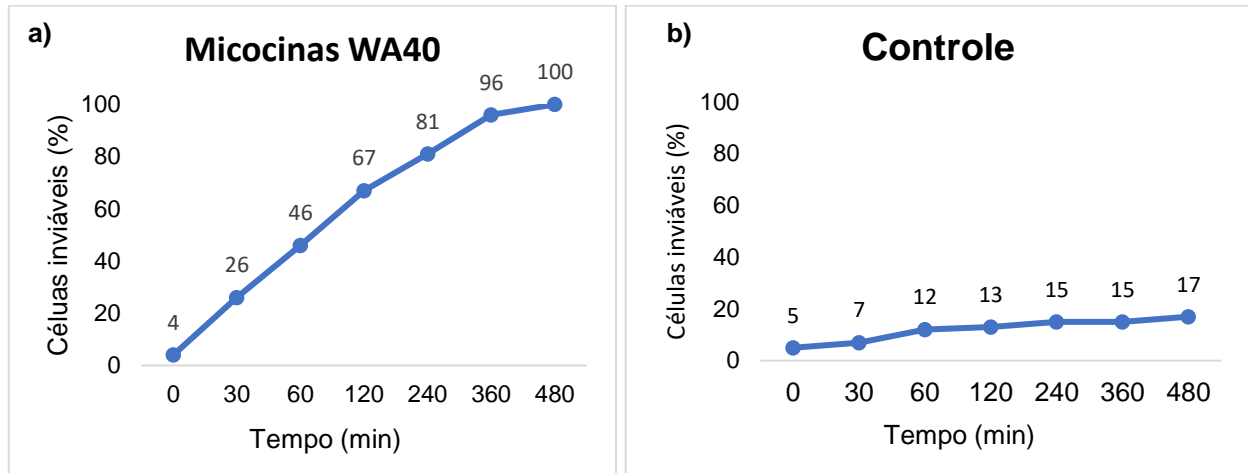 a)
Micocinas WA40
Céluas inviáveis (%)
100
80
60
40
20
0
4
26
46
67
81
96
100
0 30 60 120 240 360 480
Tempo (min)
b)
Controle
Células inviáveis (%)
100
80
60
40
20
0
5
7
12
13
15
15
17
0 30 60 120 240 360 480
Tempo (min)